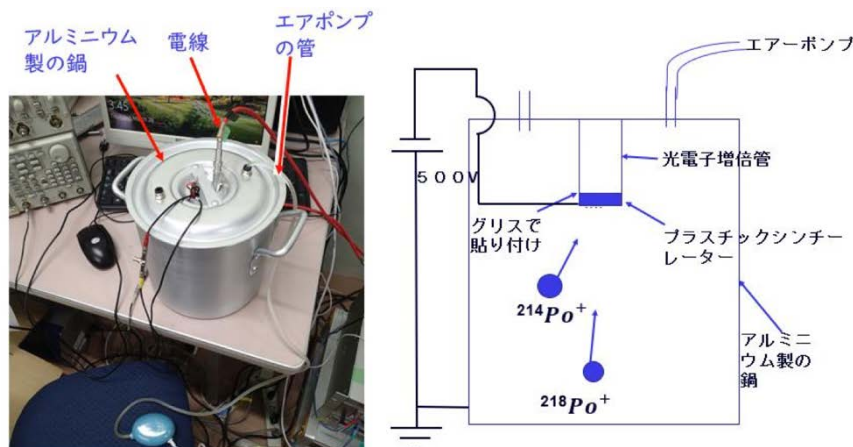 アルミニウム
製の鍋
電線
エアポンプ
の管
3:45
エアーポンプ
光電子増倍管
500V
グリスで
貼り付け
プラスチックシンチー
レーター
214Po+
218Po+
アルミニ
ウム製の
鍋